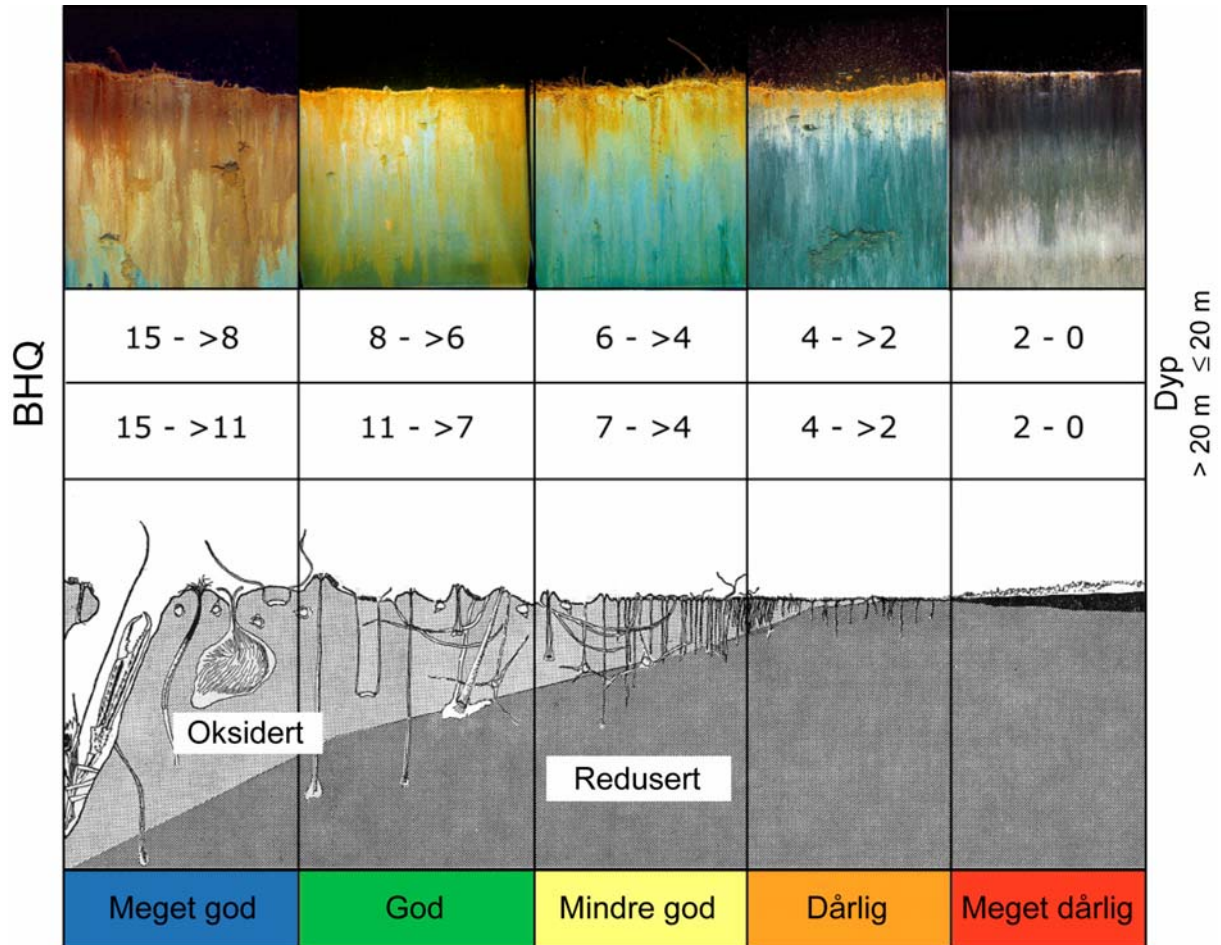 BHQ
15 - >8
8 - >6
6 - >4
4 - >2
2 - 0
15 - >11
11 - >7
7 - >4
4 - >2
2 - 0
Dyp
> 20 m ≤ 20 m
Oksidert
Redusert
Meget god
God
Mindre god
Dårlig
Meget dårlig